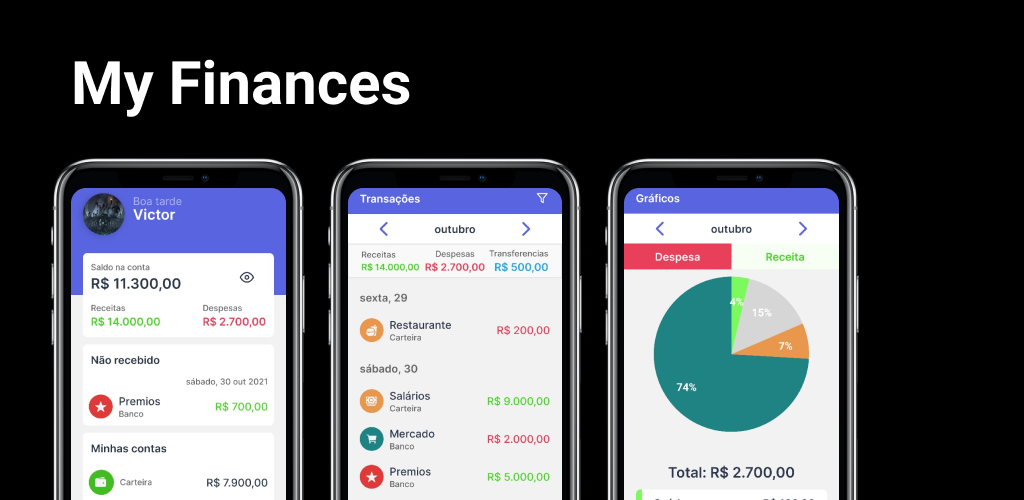 My Finances
Boa tarde
Victor
Saldo na conta
R$ 11.300,00
Receitas Despesas
R$ 14.000,00 R$ 2.700,00
Não recebido
sábado, 30 out 2021
Premios
Banco
R$ 700,00
Minhas contas
Carteira R$ 7.900,00
Transações
outubro
Receitas Despesas Transferencias
R$ 14.000,00 R$ 2.700,00 R$ 500,00
sexta, 29
Restaurante
Carteira
R$ 200,00
sábado, 30
Salários
Carteira
R$ 9.000,00
Mercado
Banco
R$ 2.000,00
Premios
Banco
R$ 5.000,00
Gráficos
outubro
Despesa Receita
4%
15%
7%
74%
Total: R$ 2.700,00